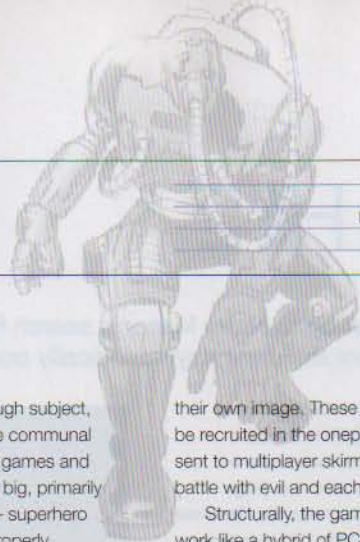 ugh subject,
e communal
games and
big, primarily
– superhero
roperly
their own image. These
be recruited in the onep
sent to multiplayer skirm
battle with evil and each
Structurally, the gam
work like a hybrid of PC